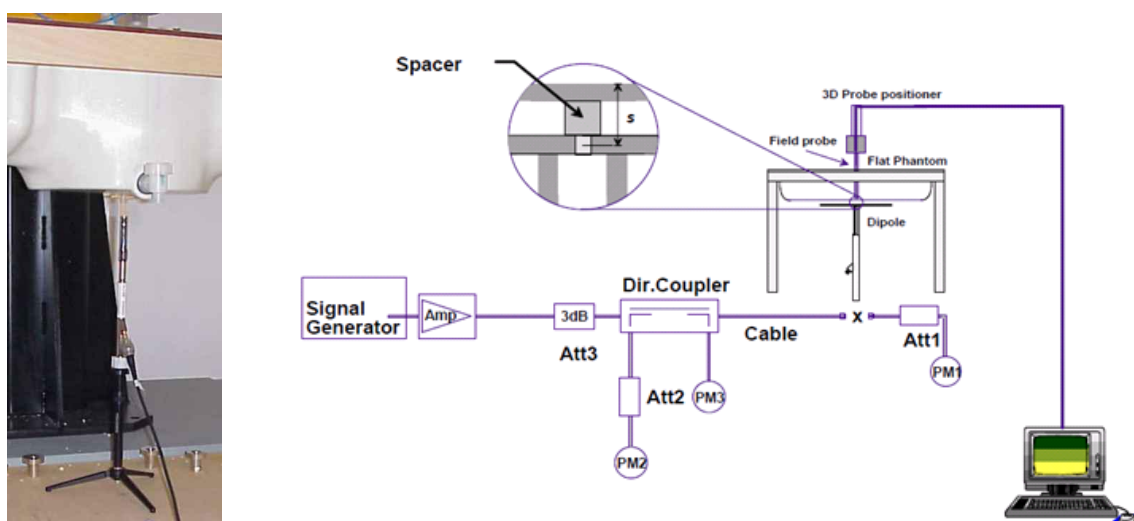 Spacer
s
3D Probe positioner
Field probe
Flat Phantom
Dipole
Signal
Generator
Amp
3dB
Att3
Dir.Coupler
Cable
x
Att1
PM1
Att2
PM3
PM2